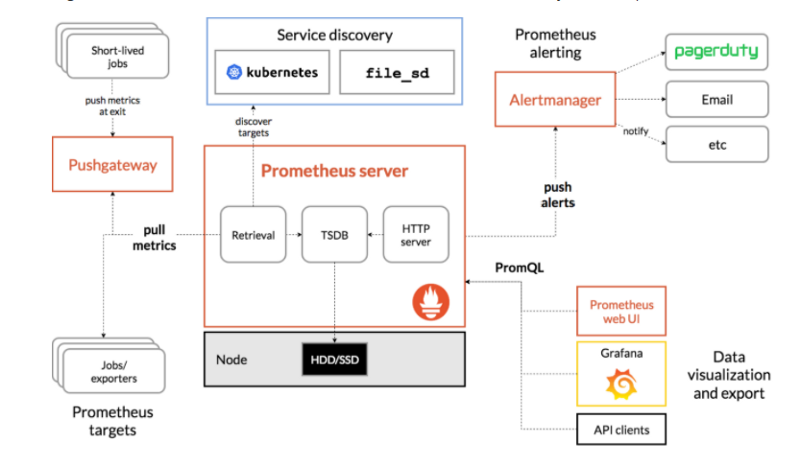 Short-lived
jobs
push metrics
at exit
Pushgateway
pull
metrics
Jobs/
exporters
Prometheus
targets
Service discovery
kubernetes
file_sd
discover
targets
Prometheus server
Retrieval
TSDB
HTTP
server
Node
HDD/SSD
Prometheus
alerting
Alertmanager
pagerduty
Email
notify
etc
push
alerts
PromQL
Prometheus
web UI
Grafana
API clients
Data
visualization
and export